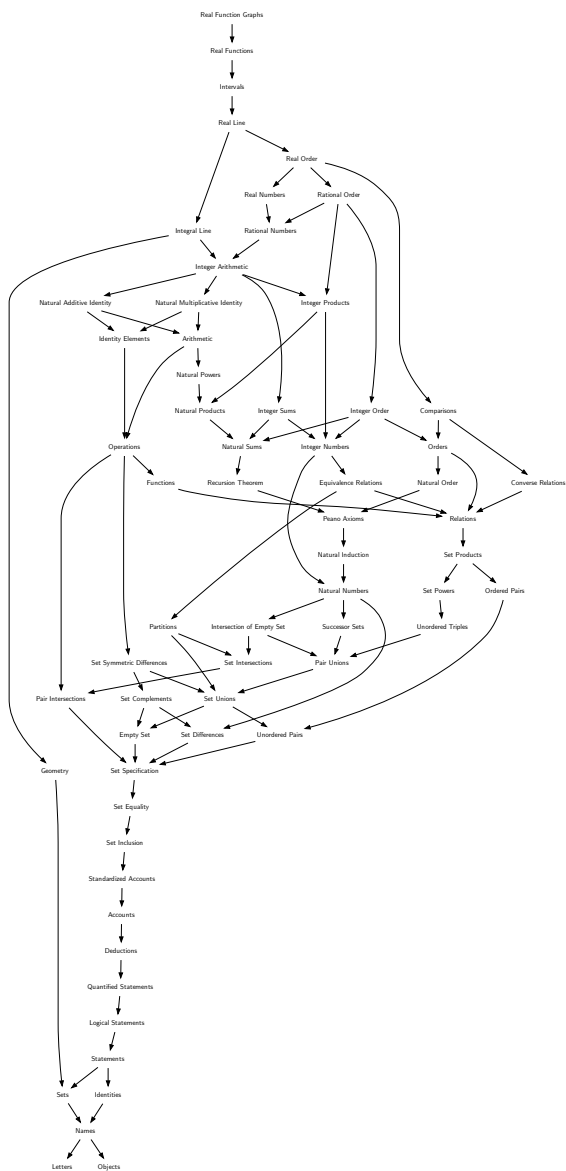 Real Function Graphs
Real Functions
Intervals
Real Line
Real Order
Real Numbers Rational Order
Integral Line Rational Numbers
Integer Arithmetic
Natural Additive Identity Natural Multiplicative Identity Integer Products
Identity Elements Arithmetic
Natural Powers
Natural Products Integer Sums Integer Order Comparisons
Operations Natural Sums Integer Numbers Orders
Functions Recursion Theorem Equivalence Relations Natural Order Converse Relations
Peano Axioms Relations
Natural Induction Set Products
Natural Numbers Set Powers Ordered Pairs
Partitions Intersection of Empty Set Successor Sets Unordered Triples
Set Symmetric Differences Set Intersections Pair Unions
Pair Intersections Set Complements Set Unions
Empty Set Set Differences Unordered Pairs
Geometry Set Specification
Set Equality
Set Inclusion
Standardized Accounts
Accounts
Deductions
Quantified Statements
Logical Statements
Statements
Sets Identities
Names
Letters Objects